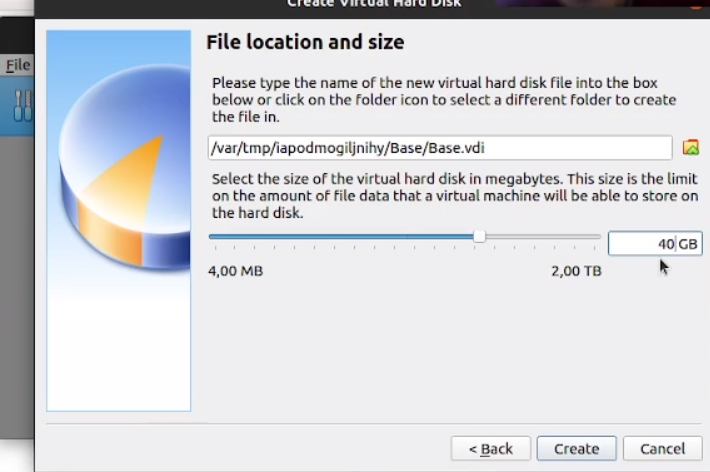 Create Virtual Hard Disk
File
File location and size
Please type the name of the new virtual hard disk file into the box
below or click on the folder icon to select a different folder to create
the file in.
/var/tmp/iapodmogiljnihy/Base/Base.vdi
Select the size of the virtual hard disk in megabytes. This size is the limit
on the amount of file data that a virtual machine will be able to store on
the hard disk.
40 GB
4,00 MB 2,00 TB
< Back Create Cancel